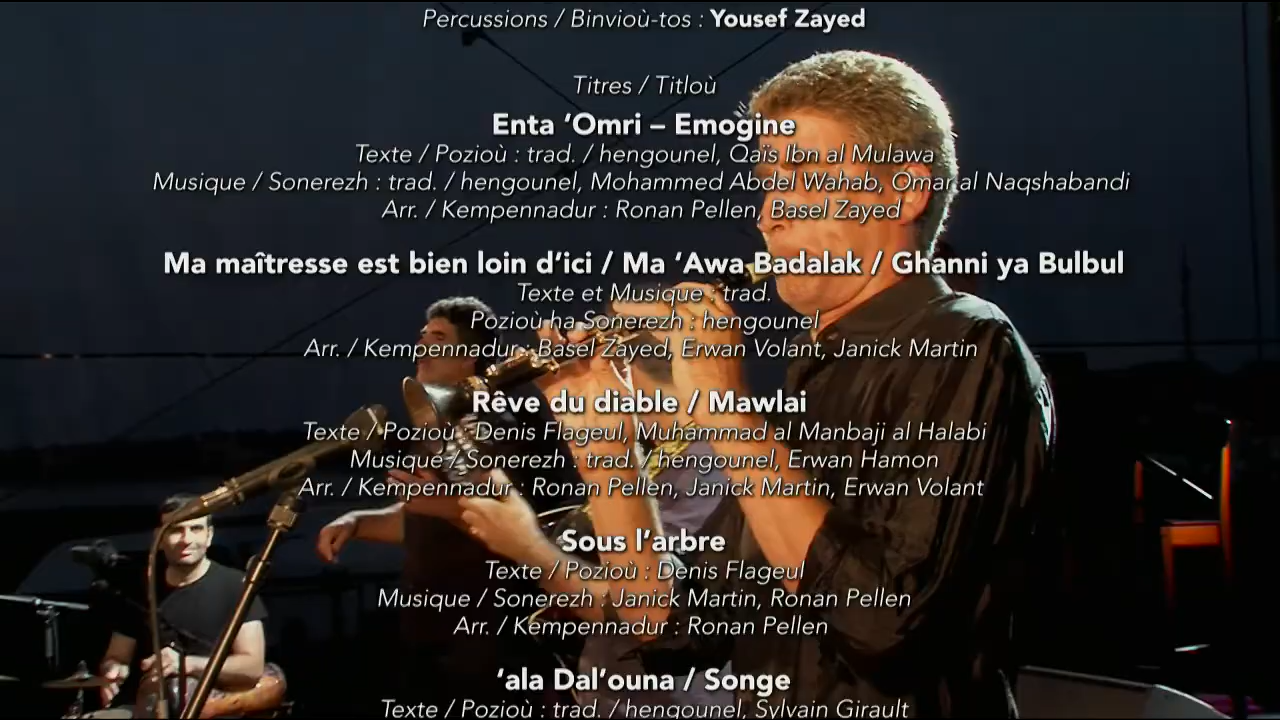 Percussions / Binvioù-tos : Yousef Zayed
Titres / Titloù
Enta ‘Omri – Emogine
Texte / Pozioù : trad. / hengounel, Qaïs Ibn al Mulawa
Musique / Sonerezh : trad. / hengounel, Mohammed Abdel Wahab, Omar al Naqshabandi
Arr. / Kempennadur : Ronan Pellen, Basel Zayed
Ma maîtresse est bien loin d’ici / Ma ‘Awa Badalak / Ghanni ya Bulbul
Texte et Musique : trad.
Pozioù ha Sonerezh : hengounel
Arr. / Kempennadur : Basel Zayed, Erwan Volant, Janick Martin
Rêve du diable / Mawlai
Texte / Pozioù : Denis Flageul, Muhammad al Manbaji al Halabi
Musique / Sonerezh : trad. / hengounel, Erwan Hamon
Arr. / Kempennadur : Ronan Pellen, Janick Martin, Erwan Volant
Sous l’arbre
Texte / Pozioù : Denis Flageul
Musique / Sonerezh : Janick Martin, Ronan Pellen
Arr. / Kempennadur : Ronan Pellen
‘ala Dal’ouna / Songe
Texte / Pozioù : trad. / hengounel, Sylvain Girault